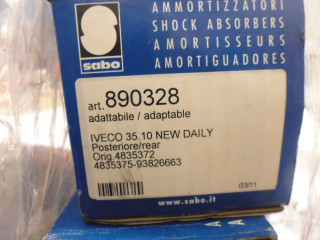 AMMORTIZZATORI
SHOCK ABSORBERS
AMORTISSEURS
AMORTIGUADORES
sabo
art. 890328
adattabile / adaptable
IVECO 35.10 NEW DAILY
Posteriore/rear
Orig 4835372
4835375-93826663
03/11
www.sabo.it